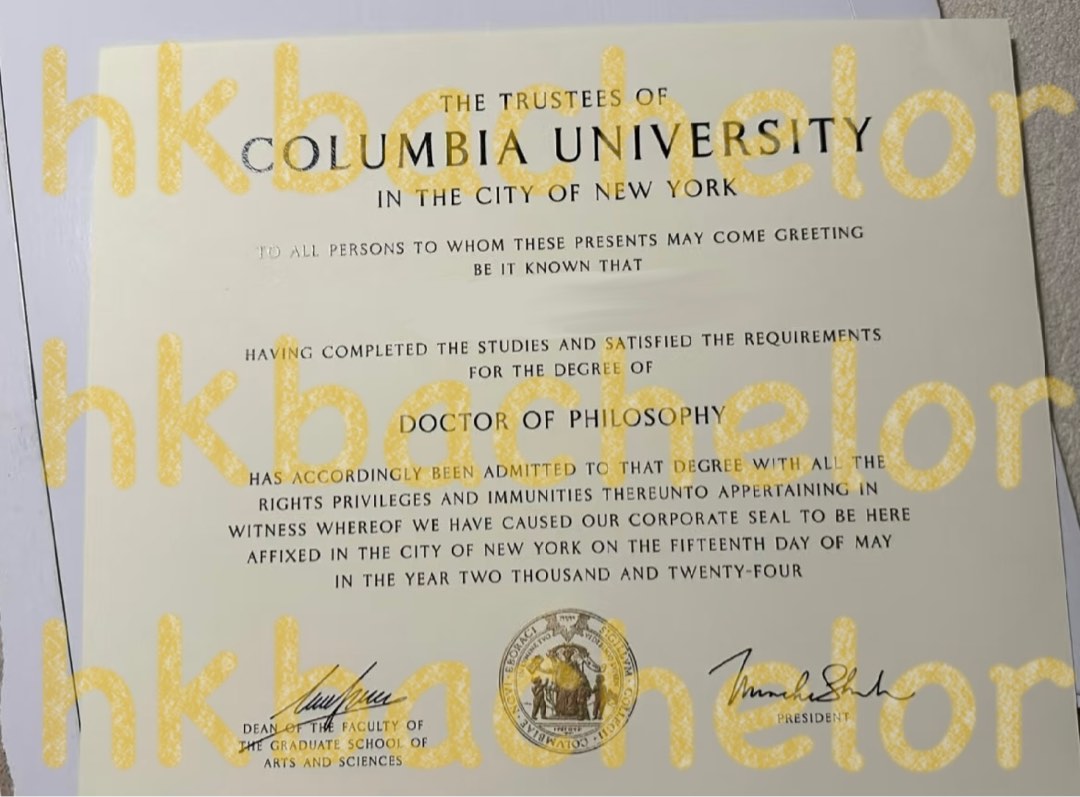 THE TRUSTEES OF
COLUMBIA UNIVERSITY
IN THE CITY OF NEW YORK
TO ALL PERSONS TO WHOM THESE PRESENTS MAY COME GREETING
BE IT KNOWN THAT
HAVING COMPLETED THE STUDIES AND SATISFIED THE REQUIREMENTS
FOR THE DEGREE OF
DOCTOR OF PHILOSOPHY
HAS ACCORDINGLY BEEN ADMITTED TO THAT DEGREE WITH ALL THE
RIGHTS PRIVILEGES AND IMMUNITIES THEREUNTO APPERTAINING IN
WITNESS WHEREOF WE HAVE CAUSED OUR CORPORATE SEAL TO BE HERE
AFFIXED IN THE CITY OF NEW YORK ON THE FIFTEENTH DAY OF MAY
IN THE YEAR TWO THOUSAND AND TWENTY-FOUR
DEAN OF THE FACULTY OF
THE GRADUATE SCHOOL OF
ARTS AND SCIENCES
PRESIDENT
hkbachelor
hkbachelor
hkbachelor